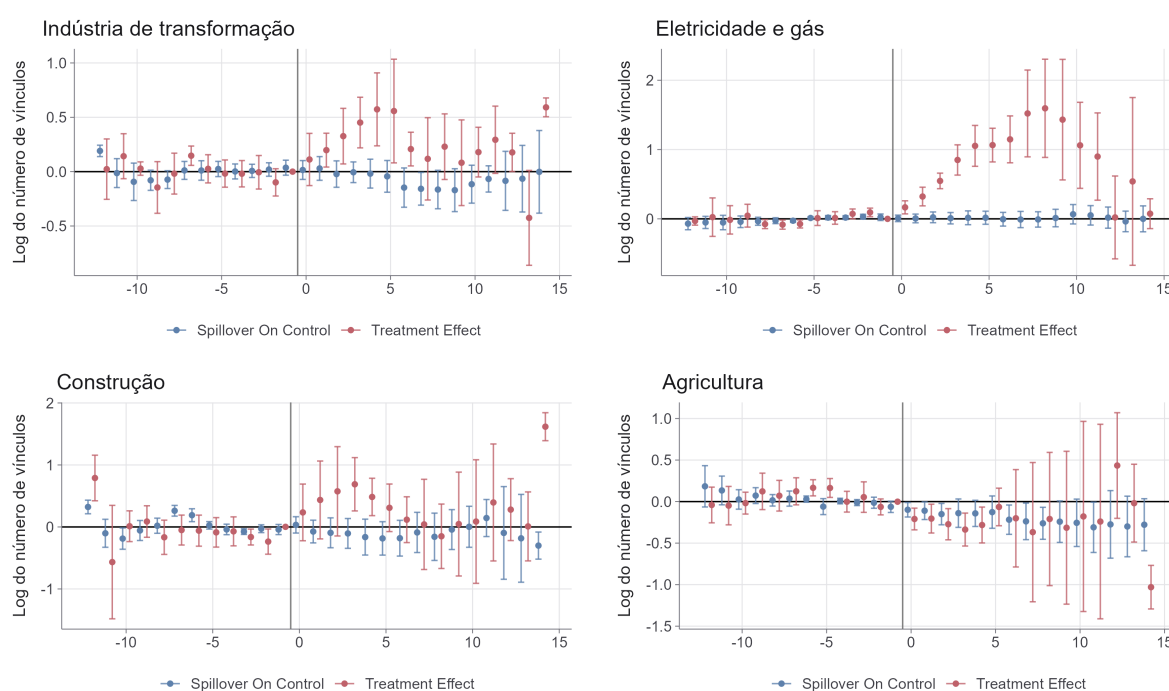 Indústria de transformação
Log do número de vínculos
1.0
0.5
0.0
-0.5
-10 -5 0 5 10 15
Spillover On Control Treatment Effect
Eletricidade e gás
Log do número de vínculos
2
1
0
-10 -5 0 5 10 15
Spillover On Control Treatment Effect
Construção
Log do número de vínculos
2
1
0
-1
-10 -5 0 5 10 15
Spillover On Control Treatment Effect
Agricultura
Log do número de vínculos
1.0
0.5
0.0
-0.5
-1.0
-1.5
-10 -5 0 5 10 15
Spillover On Control Treatment Effect